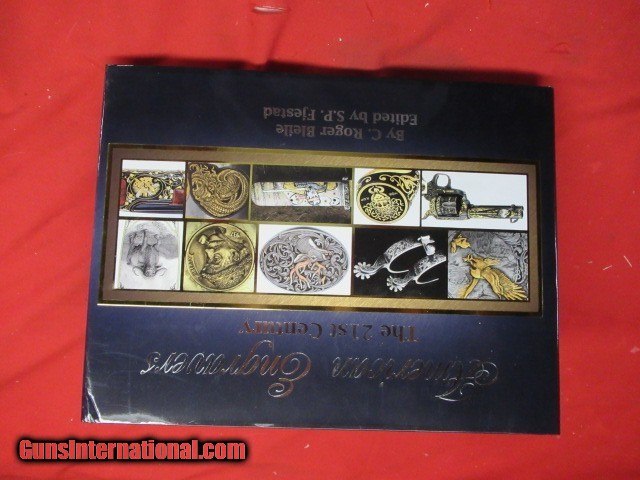 American Engravers
The 21st Century
By C. Roger Bleile
Edited by S.P. Fjestad
GunsInternational.com